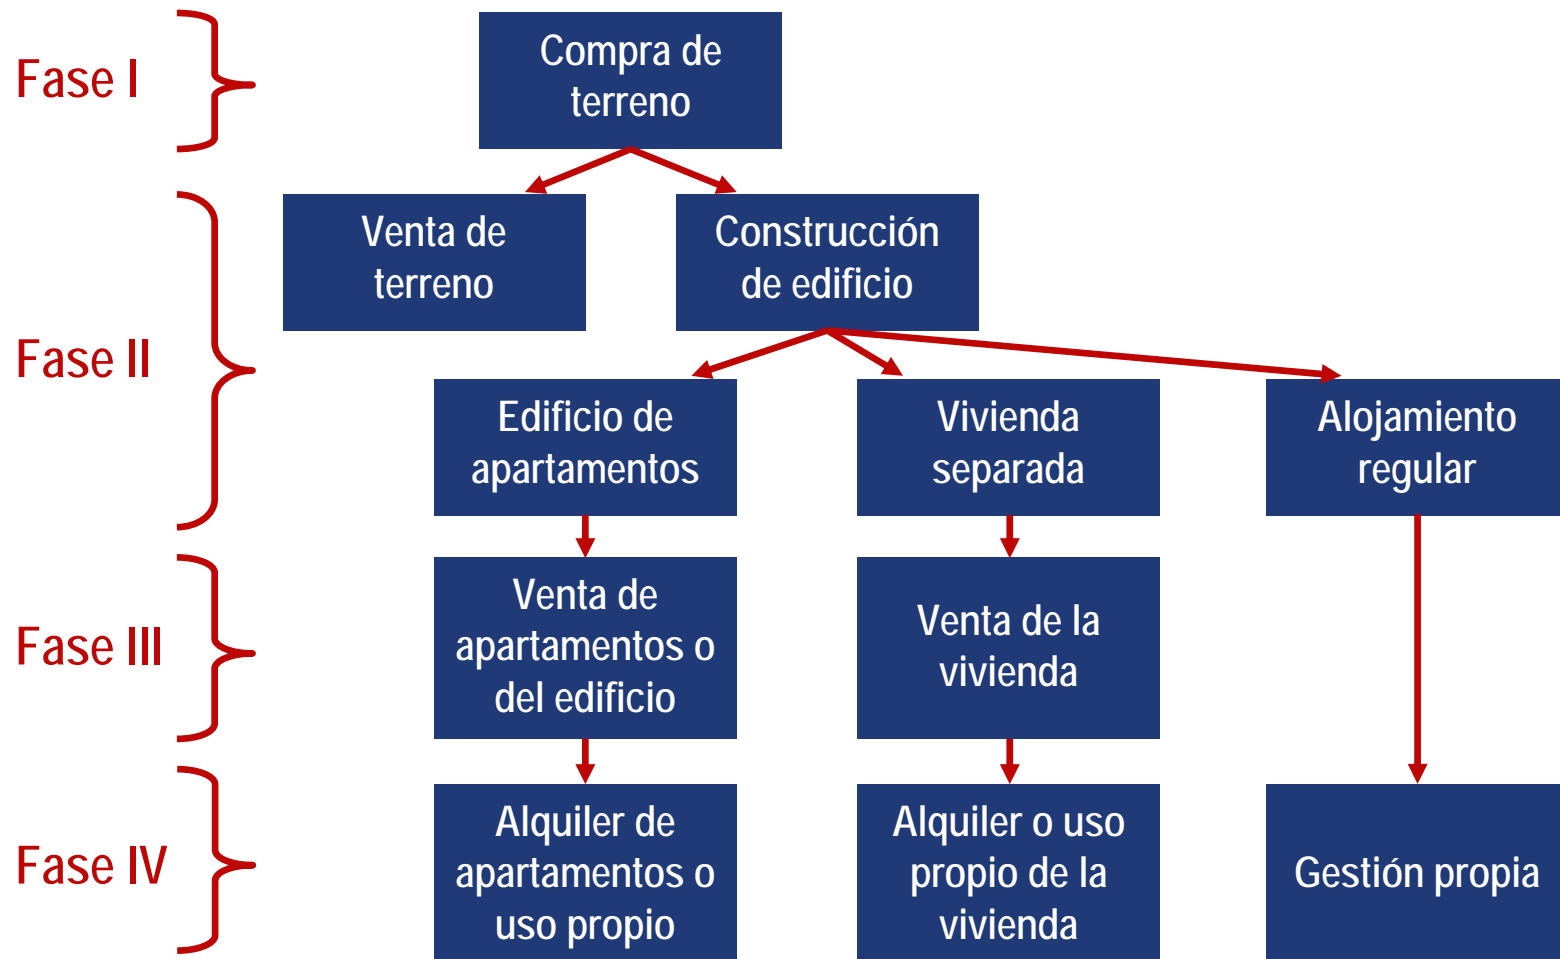 Fase I
Compra de
terreno
Fase II
Venta de
terreno
Construcción
de edificio
Edificio de
apartamentos
Vivienda
separada
Alojamiento
regular
Fase III
Venta de
apartamentos o
del edificio
Venta de la
vivienda
Fase IV
Alquiler de
apartamentos o
uso propio
Alquiler o uso
propio de la
vivienda
Gestión propia